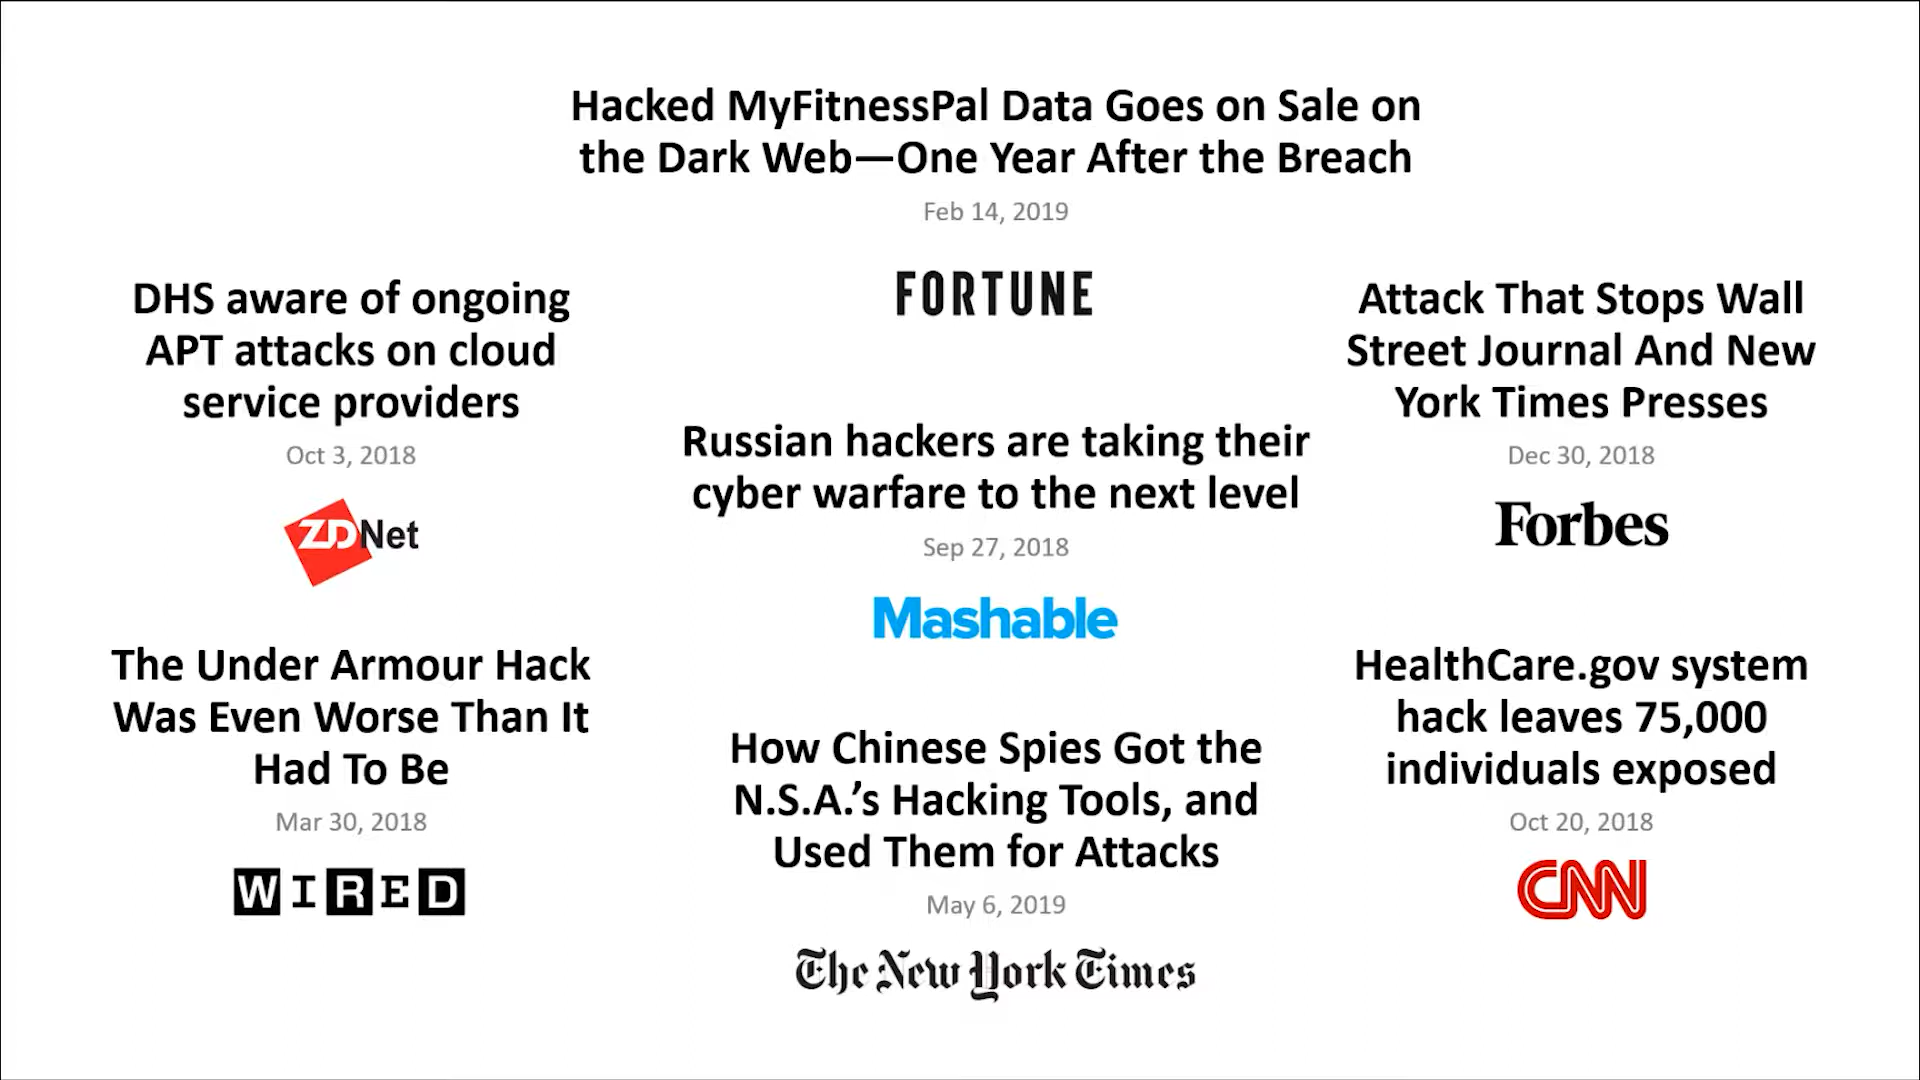 Hacked MyFitnessPal Data Goes on Sale on
the Dark Web—One Year After the Breach
Feb 14, 2019
FORTUNE
DHS aware of ongoing
APT attacks on cloud
service providers
Oct 3, 2018
ZDNet
Russian hackers are taking their
cyber warfare to the next level
Sep 27, 2018
Mashable
Attack That Stops Wall
Street Journal And New
York Times Presses
Dec 30, 2018
Forbes
The Under Armour Hack
Was Even Worse Than It
Had To Be
Mar 30, 2018
WIRED
How Chinese Spies Got the
N.S.A.’s Hacking Tools, and
Used Them for Attacks
May 6, 2019
The New York Times
HealthCare.gov system
hack leaves 75,000
individuals exposed
Oct 20, 2018
CNN